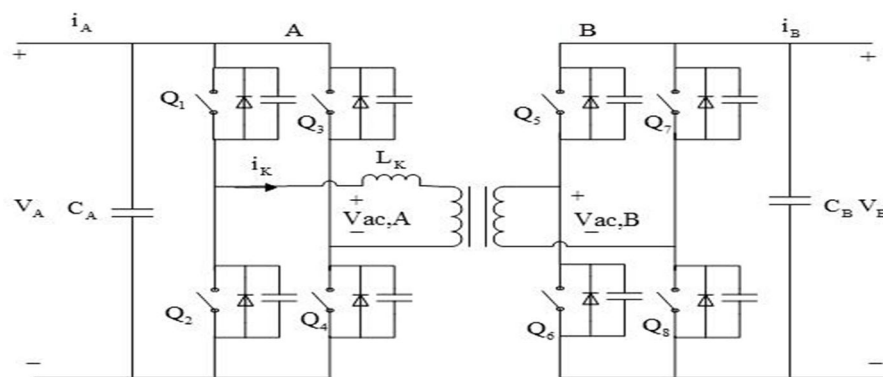 i_A A B i_B
+ +
Q_1 Q_3 Q_5 Q_7
i_K L_K
+ +
V_A C_A Vac,A Vac,B C_B V_B
− −
Q_2 Q_4 Q_6 Q_8
− −